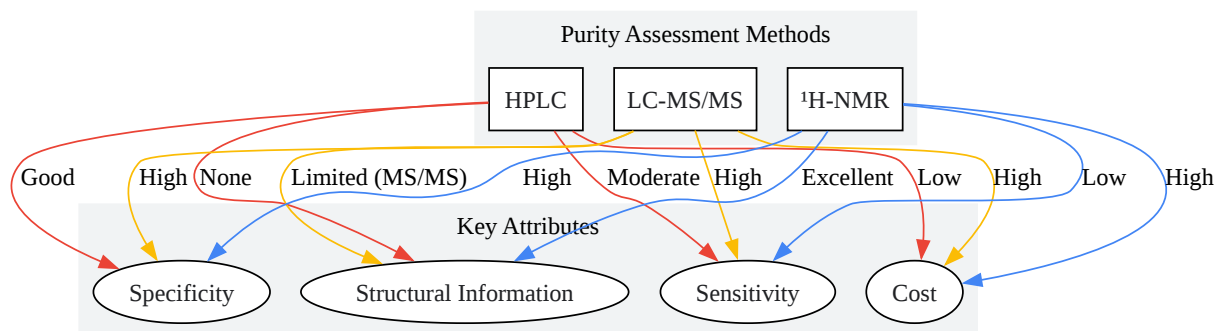 Purity Assessment Methods
HPLC
LC-MS/MS
¹H-NMR
Good
High
None
Limited (MS/MS)
High
Moderate
High
Excellent
Low
High
Low
High
Key Attributes
Specificity
Structural Information
Sensitivity
Cost